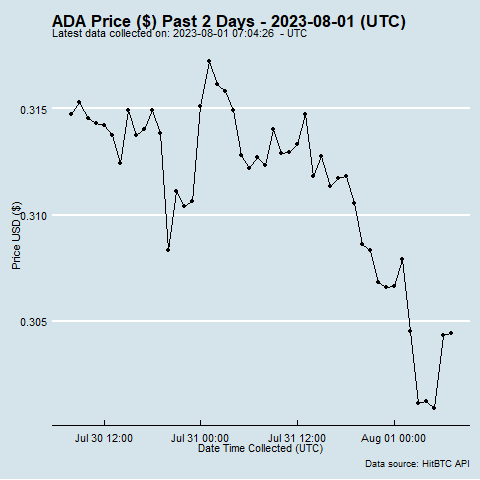 ADA Price ($) Past 2 Days - 2023-08-01 (UTC)
Latest data collected on: 2023-08-01 07:04:26  - UTC
0.315
0.310
0.305
Price USD ($)
Jul 30 12:00
Jul 31 00:00
Jul 31 12:00
Aug 01 00:00
Date Time Collected (UTC)
Data source: HitBTC API